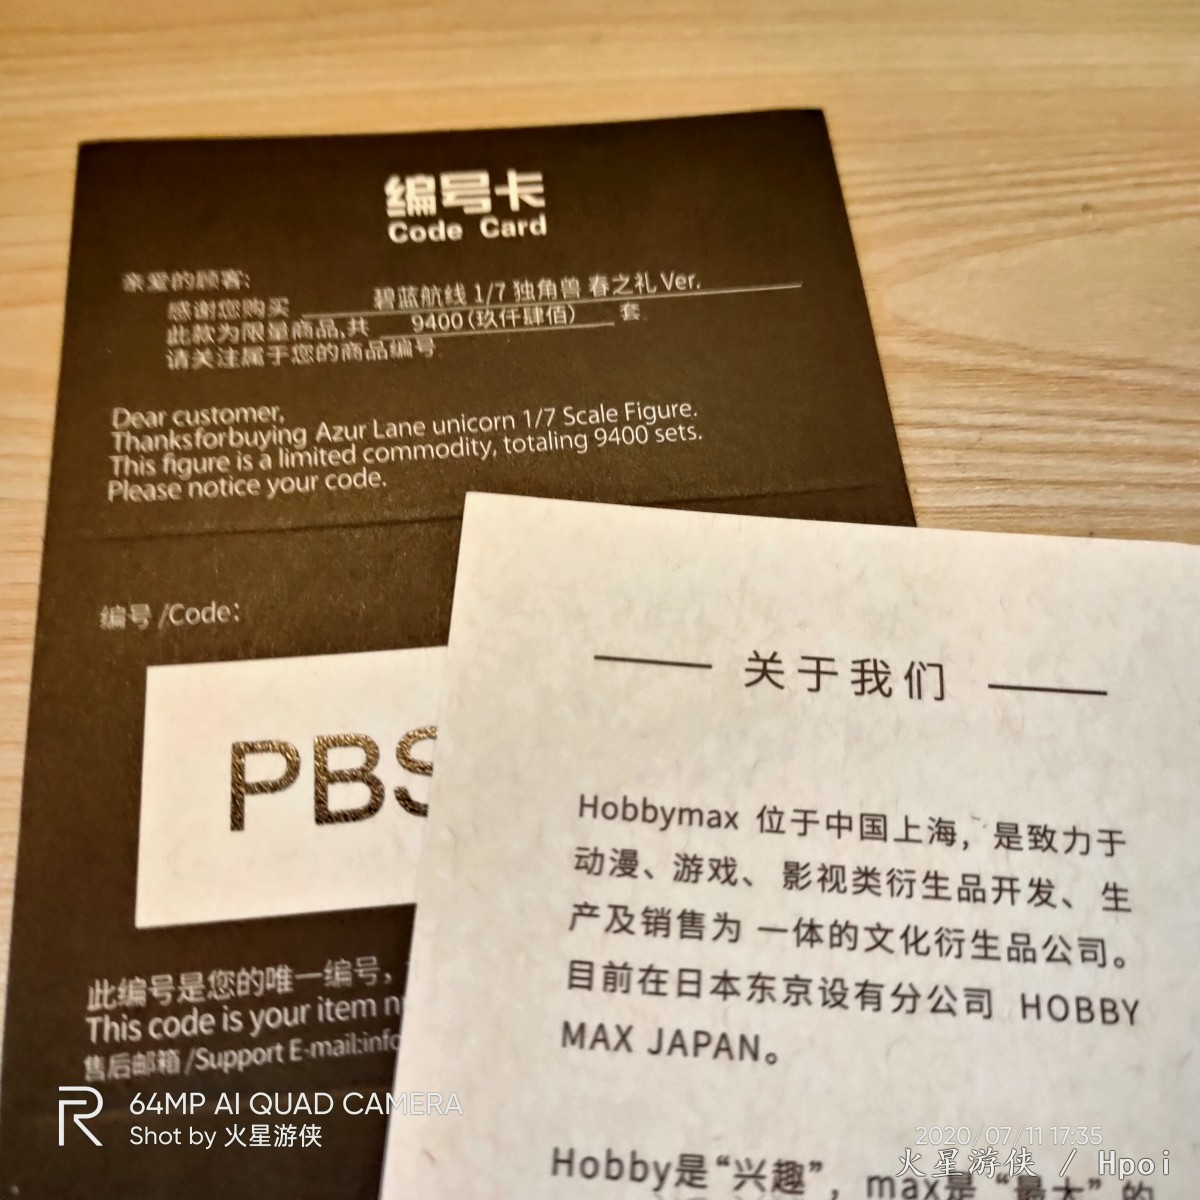 编号卡
Code Card
亲爱的顾客:
感谢您购买 碧蓝航线 1/7 独角兽 春之礼 Ver.
此款为限量商品,共 9400(玖仟肆佰) 套
请关注属于您的商品编号
Dear customer,
Thanksforbuying Azur Lane unicorn 1/7 Scale Figure.
This figure is a limited commodity, totaling 9400 sets.
Please notice your code.
编号 /Code:
PBS
此编号是您的唯一编号,
This code is your item
售后邮箱 /Support E-mail:info
关于我们
Hobbymax 位于中国上海, 是致力于
动漫、游戏、 影视类衍生品开发、 生
产及销售为 一体的文化衍生品公司。
目前在日本东京设有分公司 HOBBY
MAX JAPAN。
Hobby是“兴趣”, max是“最大”的
64MP AI QUAD CAMERA
Shot by 火星游侠
2020/07/11 17:35
火星游侠 / Hpoi